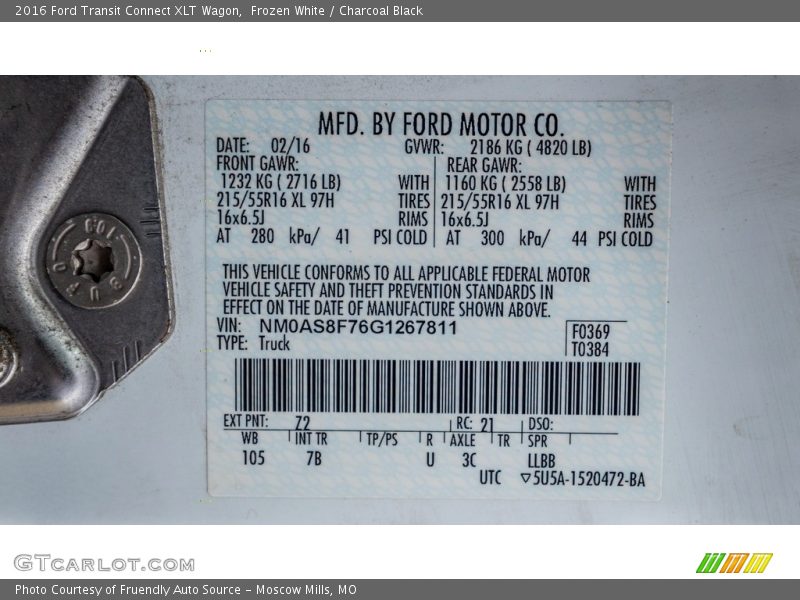 2016 Ford Transit Connect XLT Wagon,  Frozen White / Charcoal Black
MFD. BY FORD MOTOR CO.
DATE: 02/16 GVWR: 2186 KG ( 4820 LB)
FRONT GAWR: REAR GAWR:
1232 KG ( 2716 LB) WITH 1160 KG ( 2558 LB) WITH
215/55R16 XL 97H TIRES 215/55R16 XL 97H TIRES
16x6.5J RIMS 16x6.5J RIMS
AT 280 kPa/ 41 PSI COLD AT 300 kPa/ 44 PSI COLD
THIS VEHICLE CONFORMS TO ALL APPLICABLE FEDERAL MOTOR
VEHICLE SAFETY AND THEFT PREVENTION STANDARDS IN
EFFECT ON THE DATE OF MANUFACTURE SHOWN ABOVE.
VIN: NM0AS8F76G1267811 F0369
TYPE: Truck T0384
EXT PNT: Z2 RC: 21 DSO:
WB INT TR TP/PS R AXLE TR SPR
105 7B U 3C LLBB
UTC ▽5U5A-1520472-BA
GTcarlot.com
Photo Courtesy of Fruendly Auto Source - Moscow Mills, MO